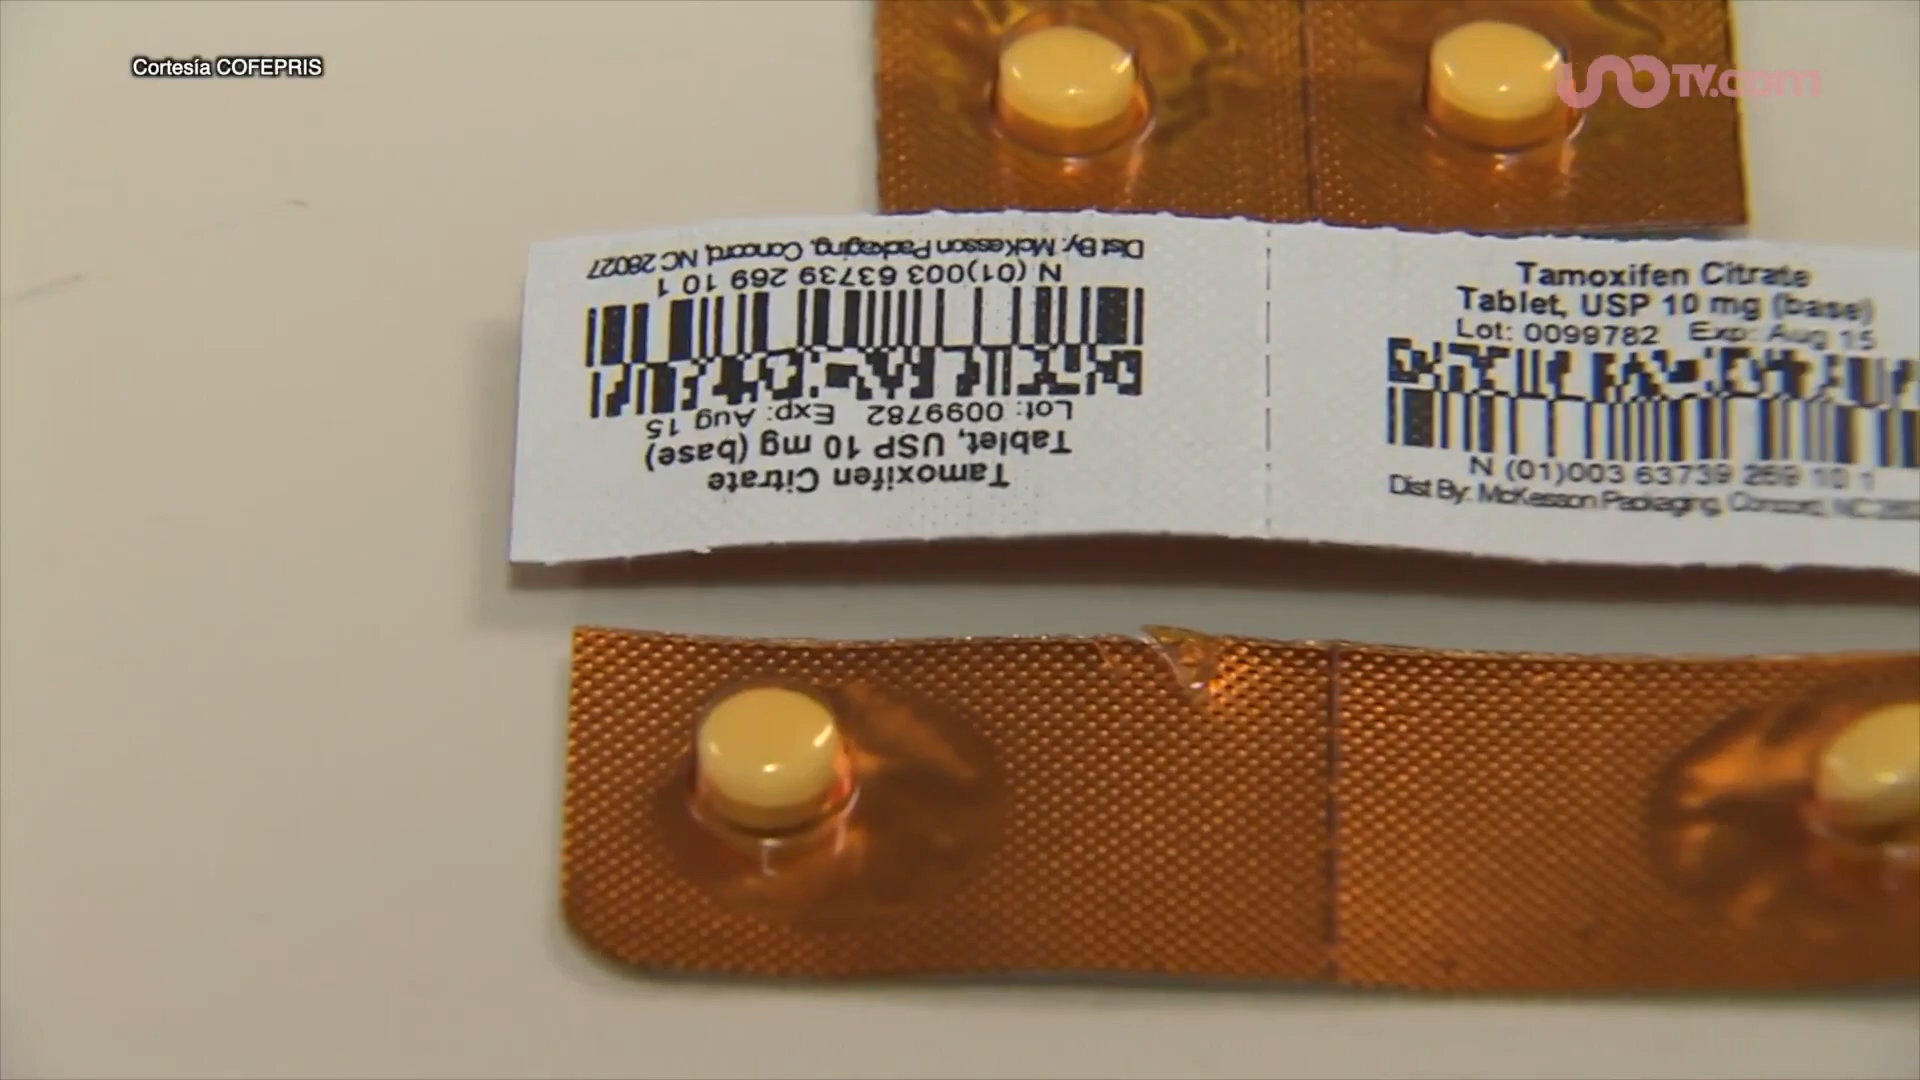 Cortesía COFEPRIS
UNOTV.com
Dist By: McKesson Packaging, Concord, NC 28027
N (01)003 63739 269 10 1
Lot: 0099782 Exp: Aug 15
Tablet, USP 10 mg (base)
Tamoxifen Citrate
Tamoxifen Citrate
Tablet, USP 10 mg (base)
Lot: 0099782 Exp: Aug 15
N (01)003 63739 269 10 1
Dist By: McKesson Packaging, Concord, NC